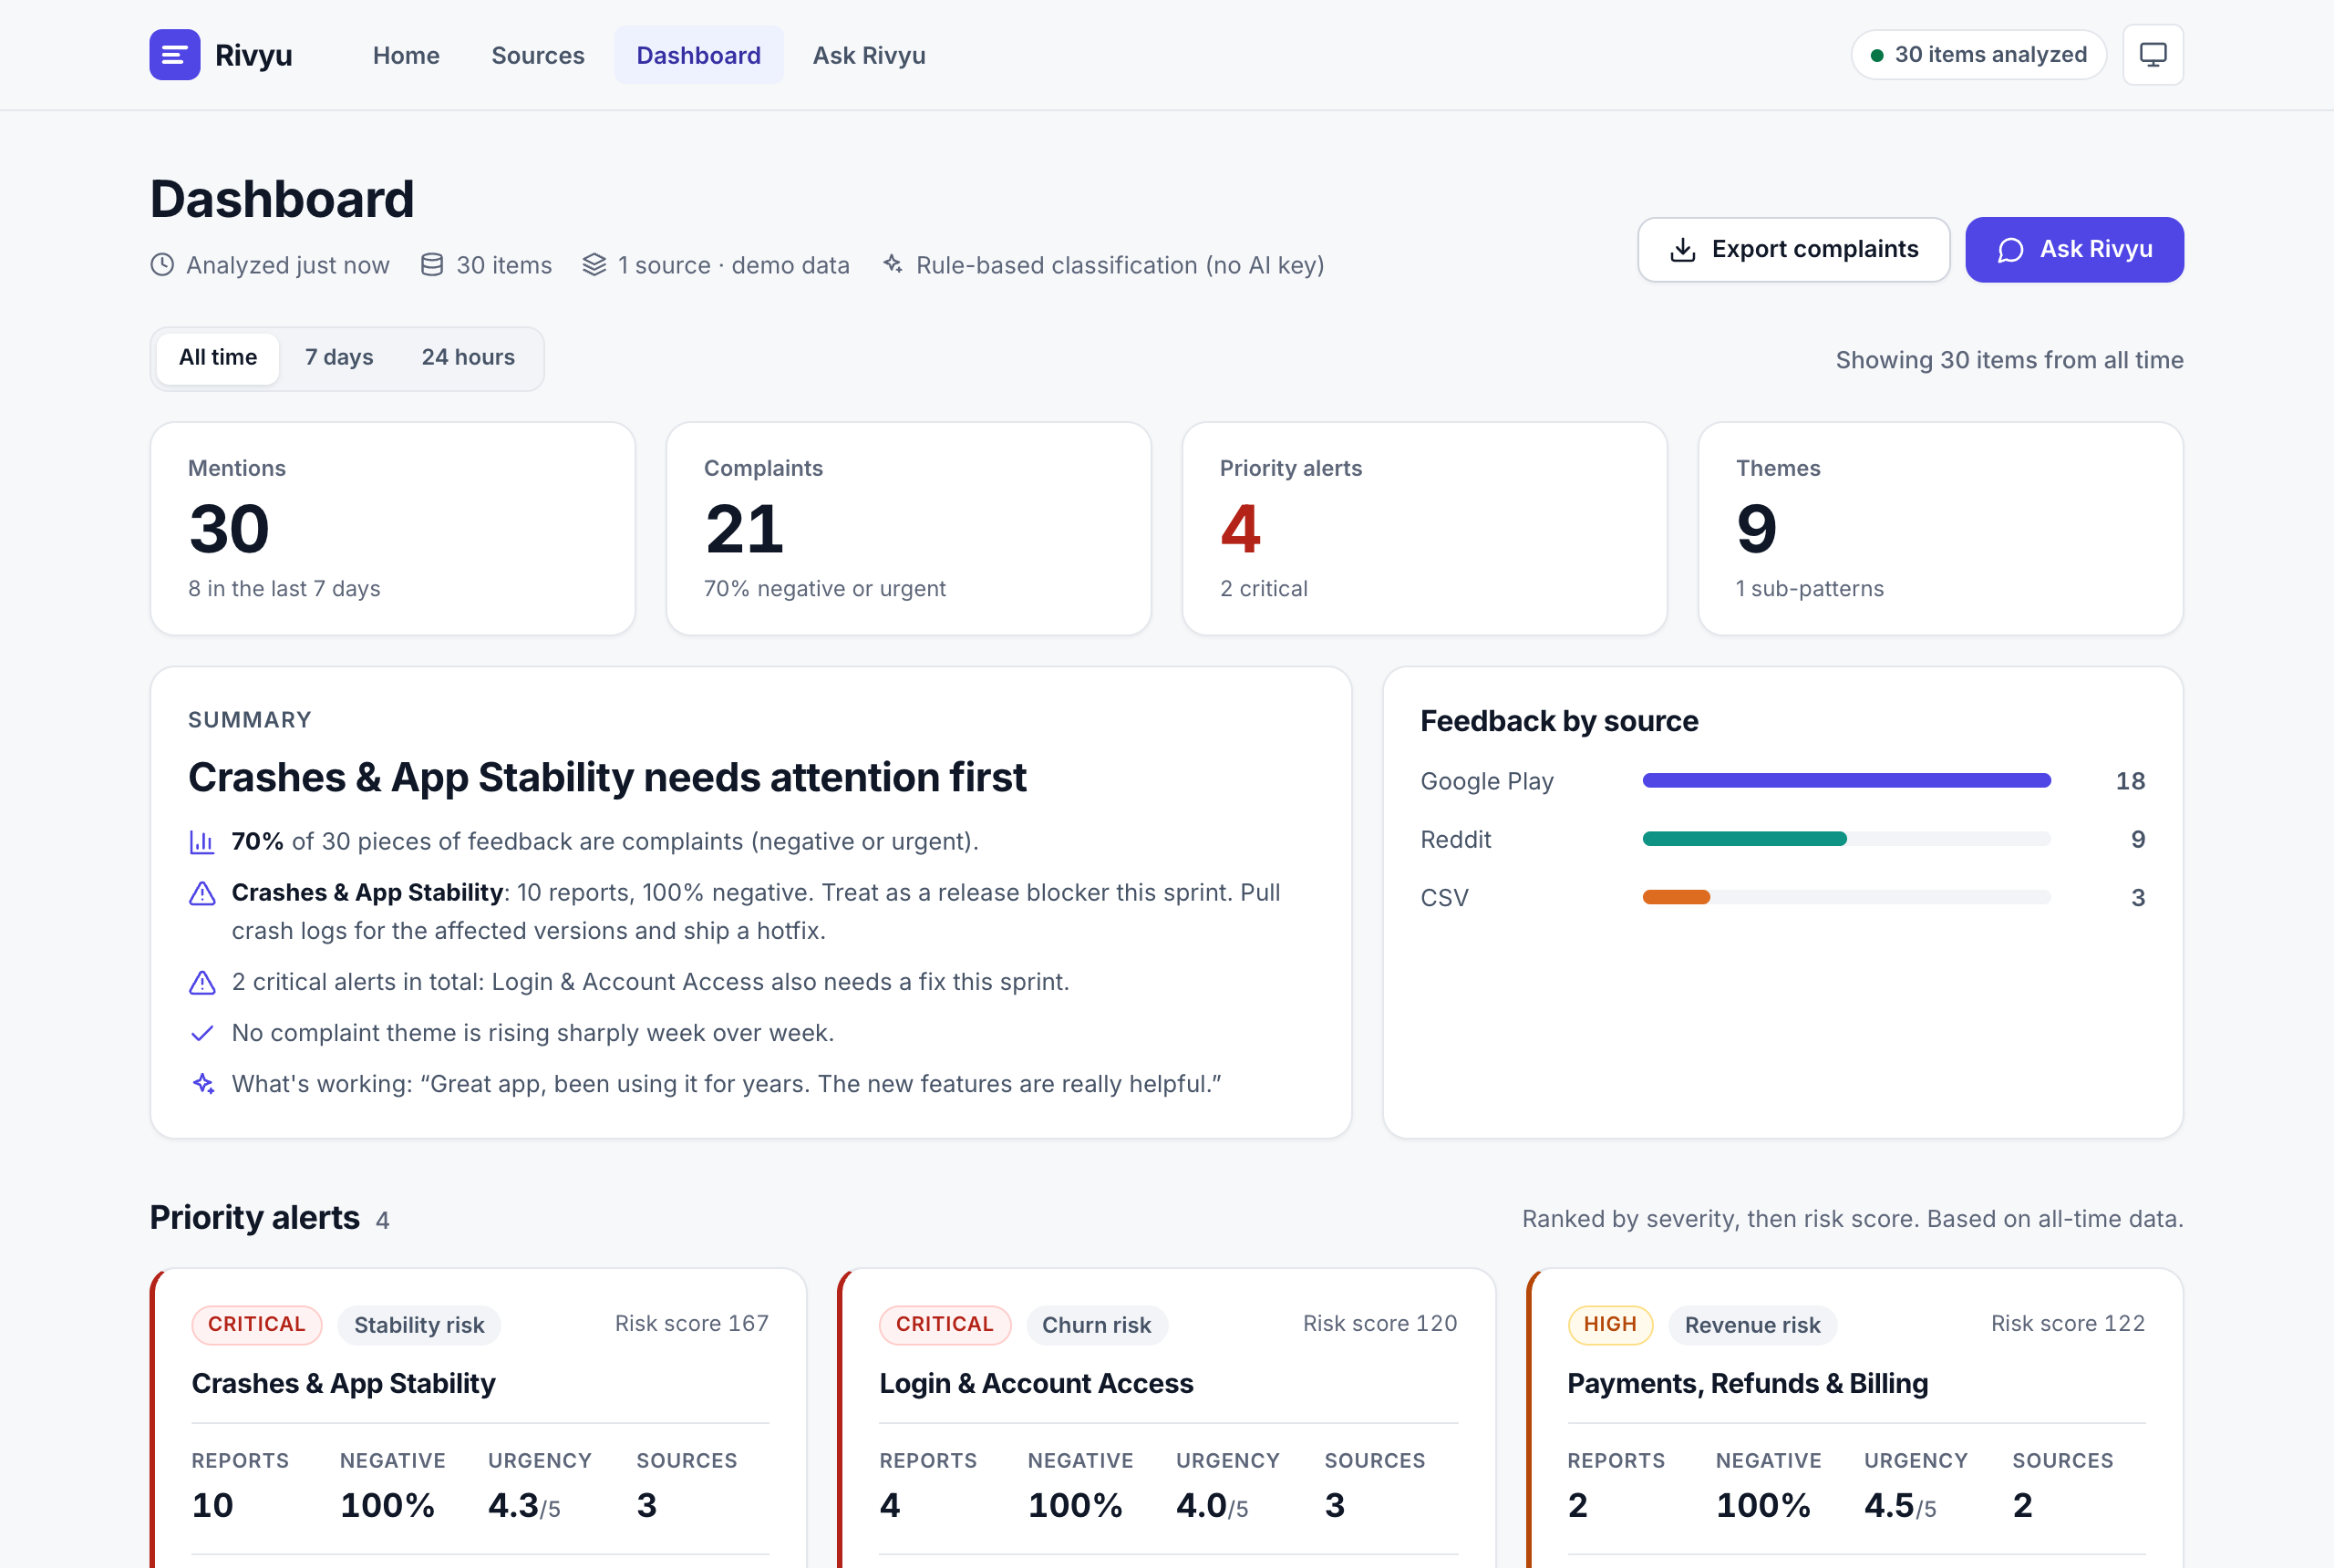 Rivyu
Home Sources Dashboard Ask Rivyu
30 items analyzed
Dashboard
Analyzed just now 30 items 1 source · demo data Rule-based classification (no AI key)
Export complaints Ask Rivyu
All time 7 days 24 hours
Showing 30 items from all time
Mentions
30
8 in the last 7 days
Complaints
21
70% negative or urgent
Priority alerts
4
2 critical
Themes
9
1 sub-patterns
SUMMARY
Crashes & App Stability needs attention first
70% of 30 pieces of feedback are complaints (negative or urgent).
Crashes & App Stability: 10 reports, 100% negative. Treat as a release blocker this sprint. Pull
crash logs for the affected versions and ship a hotfix.
2 critical alerts in total: Login & Account Access also needs a fix this sprint.
No complaint theme is rising sharply week over week.
What's working: “Great app, been using it for years. The new features are really helpful.”
Feedback by source
Google Play 18
Reddit 9
CSV 3
Priority alerts 4
Ranked by severity, then risk score. Based on all-time data.
CRITICAL Stability risk Risk score 167
Crashes & App Stability
REPORTS NEGATIVE URGENCY SOURCES
10 100% 4.3/5 3
CRITICAL Churn risk Risk score 120
Login & Account Access
REPORTS NEGATIVE URGENCY SOURCES
4 100% 4.0/5 3
HIGH Revenue risk Risk score 122
Payments, Refunds & Billing
REPORTS NEGATIVE URGENCY SOURCES
2 100% 4.5/5 2